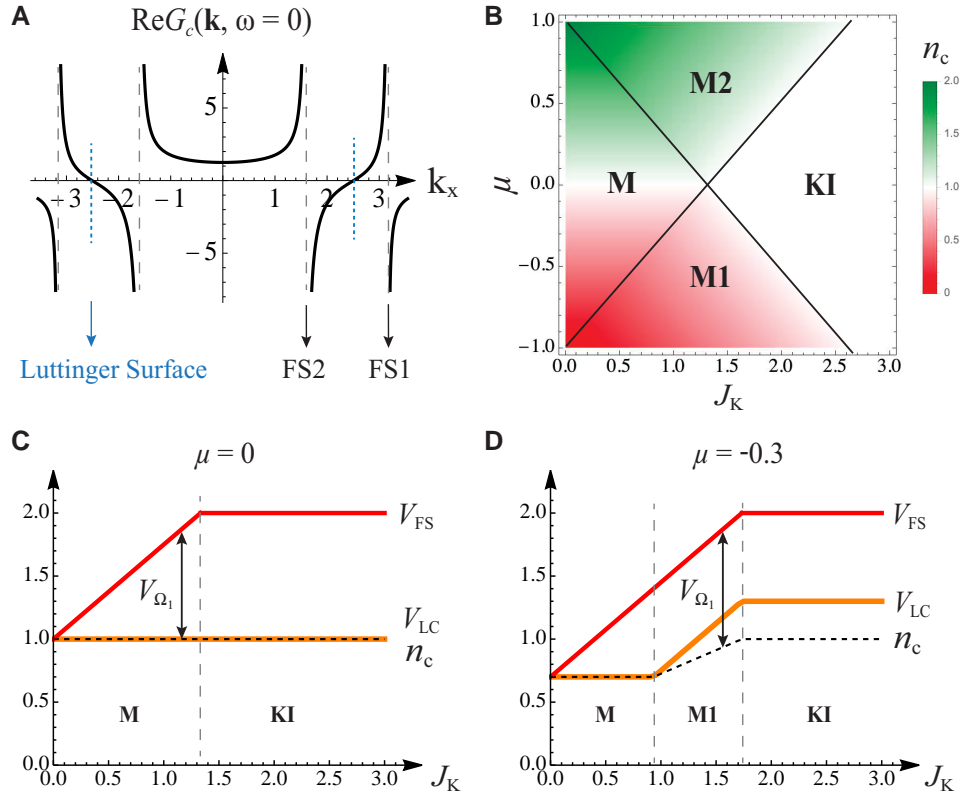 A
ReG_c(k, ω = 0)
5
−5
−3 −2 −1 1 2 3
k_x
Luttinger Surface
FS2
FS1
B
n_c
1.0
0.5
0.0
−0.5
−1.0
μ
M2
M
KI
M1
0.0 0.5 1.0 1.5 2.0 2.5 3.0
J_K
2.0
1.5
1.0
0.5
0
C
μ = 0
2.0
1.5
1.0
0.5
0.0
V_FS
V_Ω₁
V_LC
n_c
M
KI
0.0 0.5 1.0 1.5 2.0 2.5 3.0
J_K
D
μ = -0.3
2.0
1.5
1.0
0.5
0.0
V_FS
V_Ω₁
V_LC
n_c
M
M1
KI
0.0 0.5 1.0 1.5 2.0 2.5 3.0
J_K